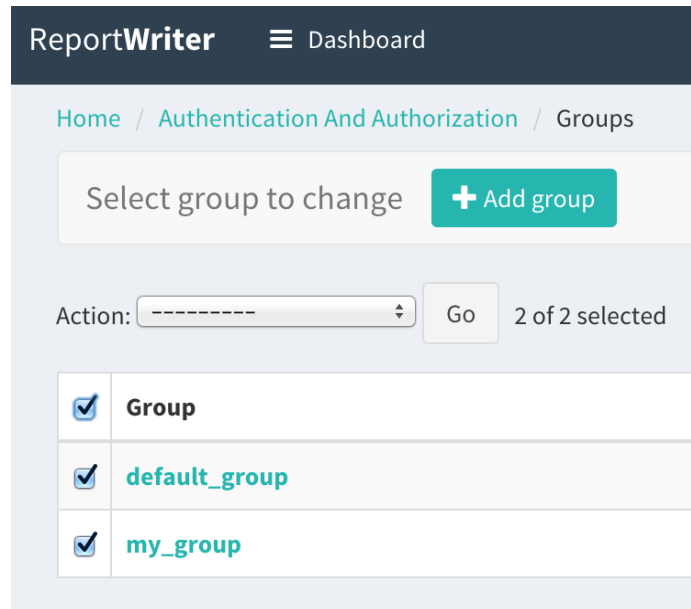 ReportWriter Dashboard
Home / Authentication And Authorization / Groups
Select group to change Add group
Action: --------- Go 2 of 2 selected
Group
default_group
my_group